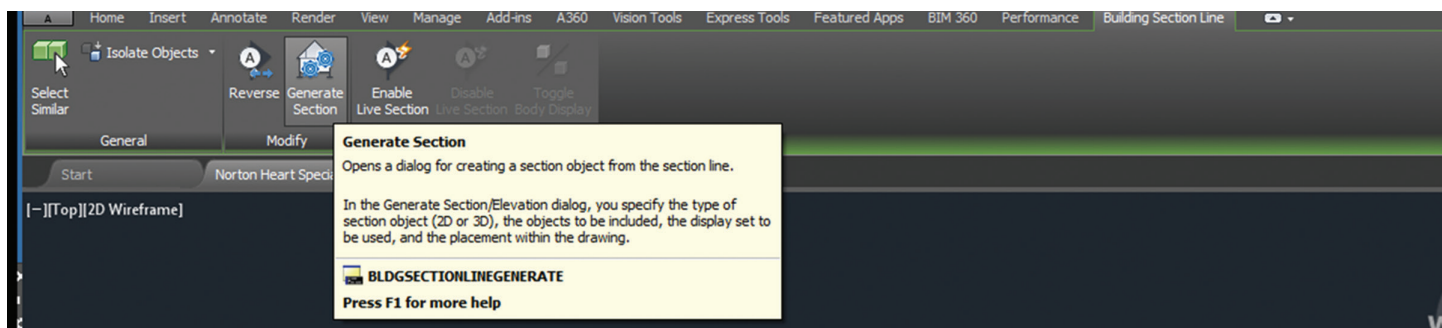 A Home Insert Annotate Render View Manage Add-ins A360 Vision Tools Express Tools Featured Apps BIM 360 Performance Building Section Line
Isolate Objects
Select
Similar
A
Reverse
Generate
Section
A
Enable
Live Section
A
Disable
Live Section
Toggle
Body Display
General
Modify
Start
Norton Heart Specia
[−][Top][2D Wireframe]
Generate Section
Opens a dialog for creating a section object from the section line.
In the Generate Section/Elevation dialog, you specify the type of
section object (2D or 3D), the objects to be included, the display set to
be used, and the placement within the drawing.
BLDGSECTIONLINEGENERATE
Press F1 for more help
W